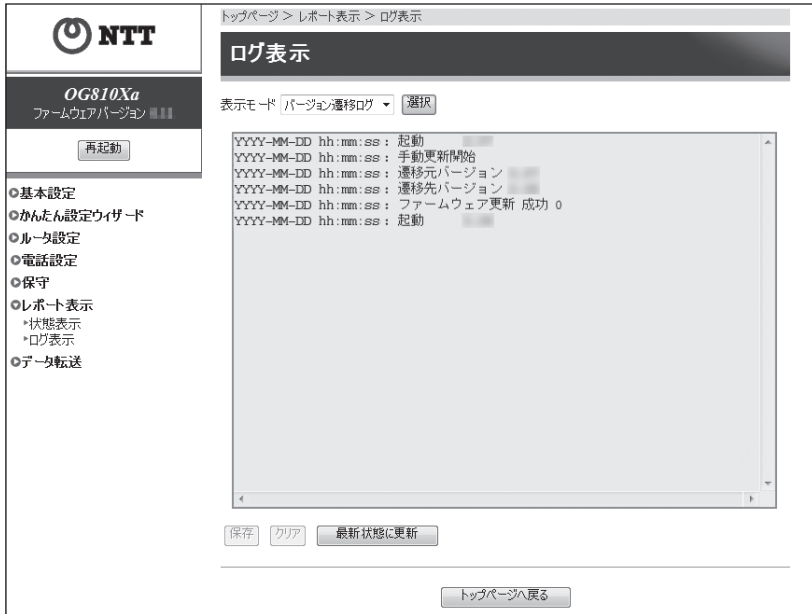 NTT
OG810Xa
ファームウェアバージョン
再起動
基本設定
かんたん設定ウィザード
ルータ設定
電話設定
保守
レポート表示
状態表示
ログ表示
データ転送
トップページ > レポート表示 > ログ表示
ログ表示
表示モード バージョン遷移ログ 選択
YYYY-MM-DD hh:mm:ss : 起動
YYYY-MM-DD hh:mm:ss : 手動更新開始
YYYY-MM-DD hh:mm:ss : 遷移元バージョン
YYYY-MM-DD hh:mm:ss : 遷移先バージョン
YYYY-MM-DD hh:mm:ss : ファームウェア更新 成功 0
YYYY-MM-DD hh:mm:ss : 起動
保存 クリア 最新状態に更新
トップページへ戻る